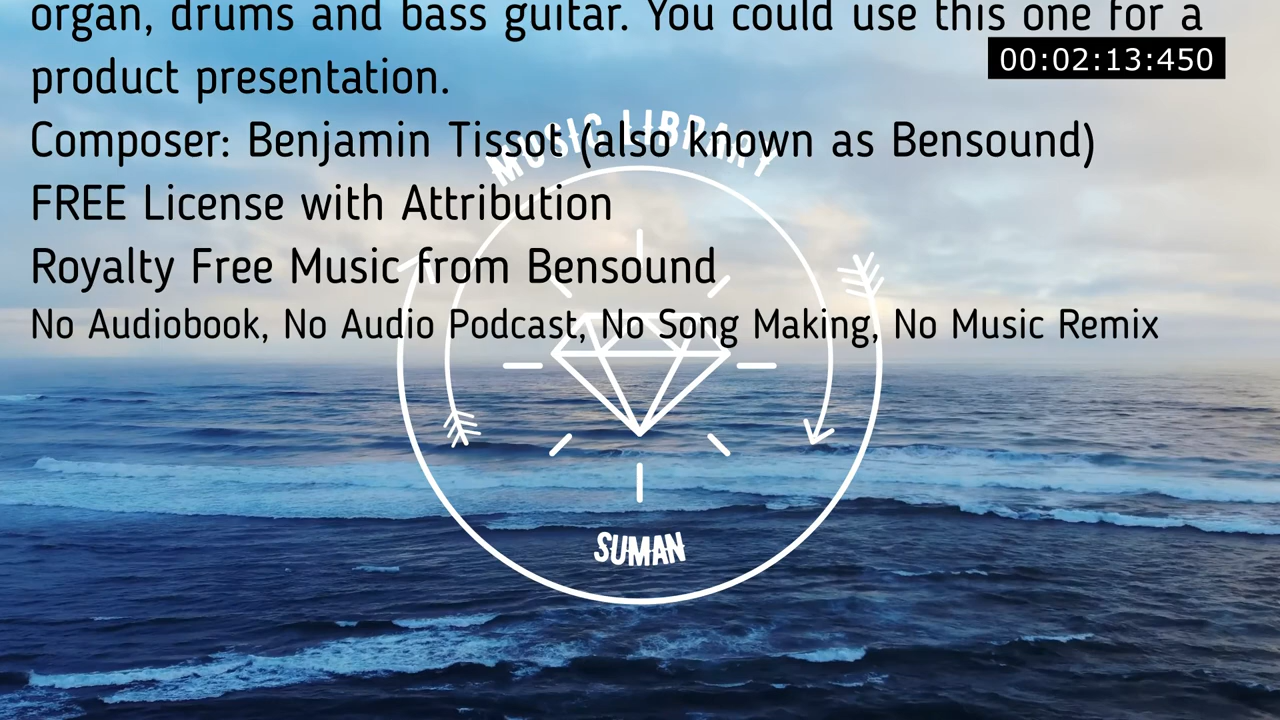 organ, drums and bass guitar. You could use this one for a
00:02:13:450
product presentation.
Composer: Benjamin Tissot (also known as Bensound)
MUSIC LIBRARY
FREE License with Attribution
Royalty Free Music from Bensound
No Audiobook, No Audio Podcast, No Song Making, No Music Remix
SUMAN